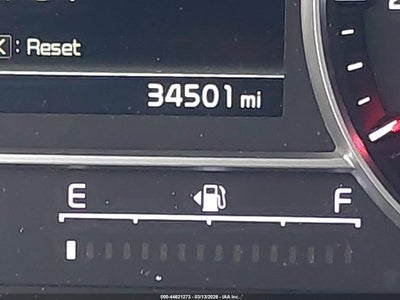 K : Reset
34501 mi
E F
000-44621273 - 03/13/2026 - IAA Inc.